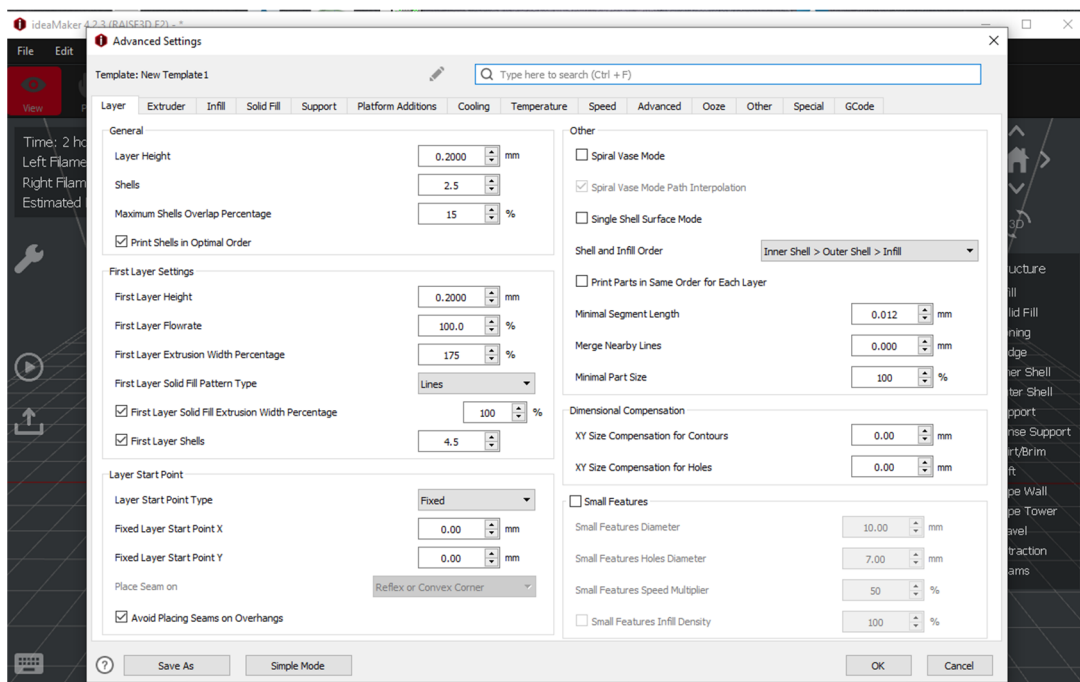 ideaMaker 4.2.3 (RAISE3D E2) - *
File Edit
Advanced Settings
Template: New Template1
Type here to search (Ctrl + F)
View
Layer Extruder Infill Solid Fill Support Platform Additions Cooling Temperature Speed Advanced Ooze Other Special GCode
General
Layer Height 0.2000 mm
Shells 2.5
Maximum Shells Overlap Percentage 15 %
Print Shells in Optimal Order
First Layer Settings
First Layer Height 0.2000 mm
First Layer Flowrate 100.0 %
First Layer Extrusion Width Percentage 175 %
First Layer Solid Fill Pattern Type Lines
First Layer Solid Fill Extrusion Width Percentage 100 %
First Layer Shells 4.5
Layer Start Point
Layer Start Point Type Fixed
Fixed Layer Start Point X 0.00 mm
Fixed Layer Start Point Y 0.00 mm
Place Seam on Reflex or Convex Corner
Avoid Placing Seams on Overhangs
Other
Spiral Vase Mode
Spiral Vase Mode Path Interpolation
Single Shell Surface Mode
Shell and Infill Order Inner Shell > Outer Shell > Infill
Print Parts in Same Order for Each Layer
Minimal Segment Length 0.012 mm
Merge Nearby Lines 0.000 mm
Minimal Part Size 100 %
Dimensional Compensation
XY Size Compensation for Contours 0.00 mm
XY Size Compensation for Holes 0.00 mm
Small Features
Small Features Diameter 10.00 mm
Small Features Holes Diameter 7.00 mm
Small Features Speed Multiplier 50 %
Small Features Infill Density 100 %
? Save As Simple Mode OK Cancel
Time: 2 ho
Left Filame
Right Filam
Estimated
3D
ucture
ill
lid Fill
ning
dge
ner Shell
ter Shell
pport
nse Support
irt/Brim
ft
pe Wall
pe Tower
avel
traction
ams